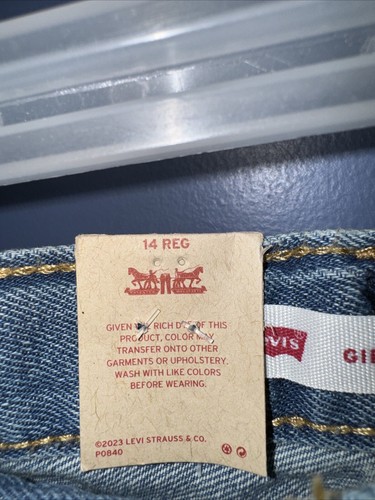 14 REG
GIVEN RICH OF THIS
PRODUCT, COLOR
TRANSFER ONTO OTHER
GARMENTS OR UPHOLSTERY.
WASH WITH LIKE COLORS
BEFORE WEARING.
©2023 LEVI STRAUSS & CO.
P0840